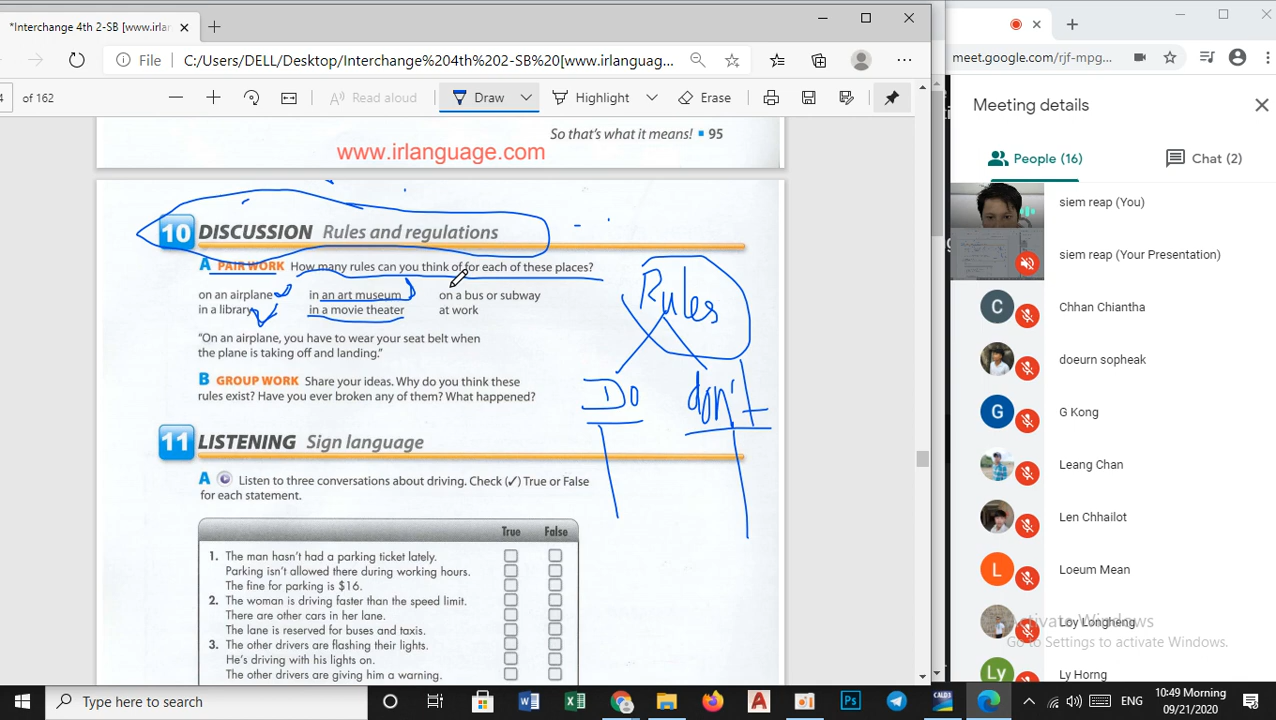 *Interchange 4th 2-SB [www.irlan
File
C:/Users/DELL/Desktop/Interchange%204th%202-SB%20[www.irlanguag...
4
of 162
Read aloud
Draw
Highlight
Erase
So that's what it means! ▪ 95
www.irlanguage.com
10 DISCUSSION Rules and regulations
A PAIR WORK How many rules can you think of for each of these places?
on an airplane in an art museum on a bus or subway
in a library in a movie theater at work
"On an airplane, you have to wear your seat belt when
the plane is taking off and landing."
B GROUP WORK Share your ideas. Why do you think these
rules exist? Have you ever broken any of them? What happened?
Rules
Do don't
11 LISTENING Sign language
A Listen to three conversations about driving. Check (✓) True or False
for each statement.
True False
1. The man hasn't had a parking ticket lately.
Parking isn't allowed there during working hours.
The fine for parking is $16.
2. The woman is driving faster than the speed limit.
There are other cars in her lane.
The lane is reserved for buses and taxis.
3. The other drivers are flashing their lights.
He's driving with his lights on.
The other drivers are giving him a warning.
meet.google.com/rjf-mpg...
Meeting details
People (16)
Chat (2)
siem reap (You)
siem reap (Your Presentation)
C
Chhan Chiantha
doeurn sopheak
G
G Kong
Leang Chan
Len Chhailot
L
Loeum Mean
Loy Longheng
Ly
Ly Horng
Activate Windows
Go to Settings to activate Windows.
Type here to search
A
Ps
CALD3
ENG
10:49 Morning
09/21/2020